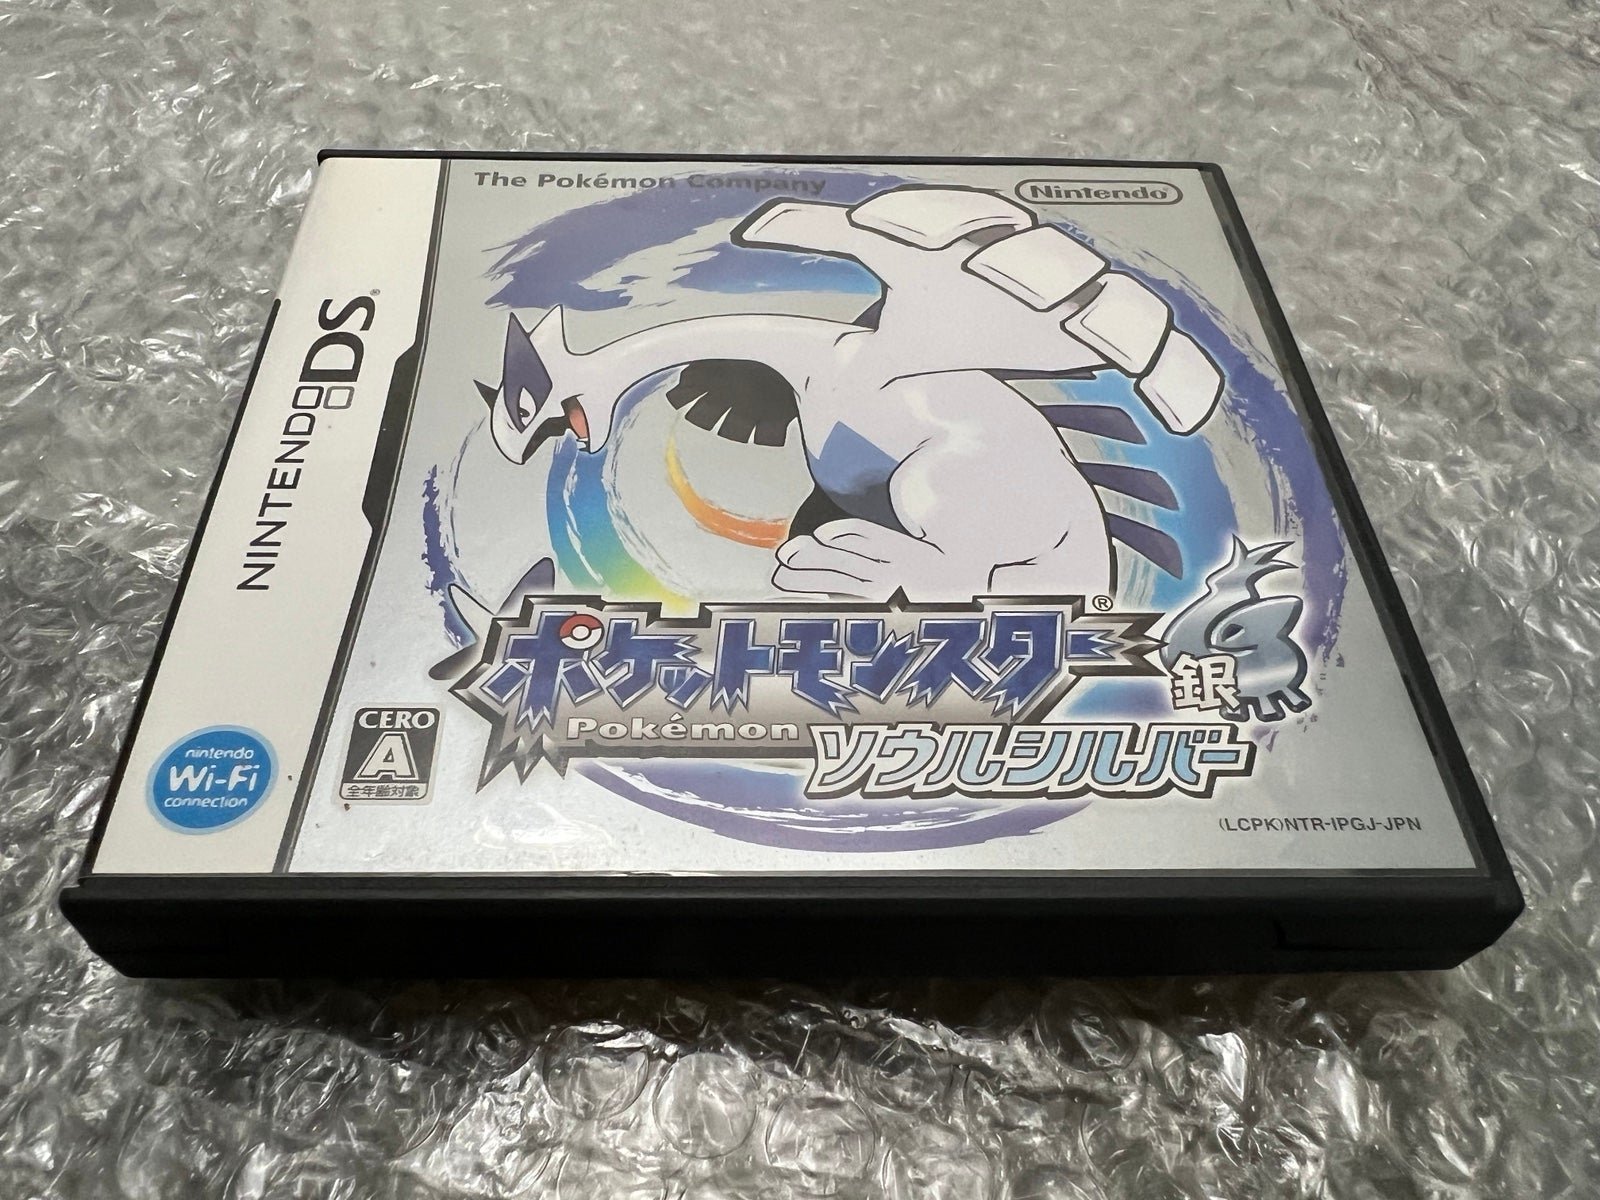 The Pokémon Company
Nintendo®
NINTENDO DS®
ポケットモンスター®
Pokémon
銀
ソウルシルバー
CERO
A
全年齢対象
nintendo
Wi-Fi
connection
(LCPK)NTR-IPGJ-JPN